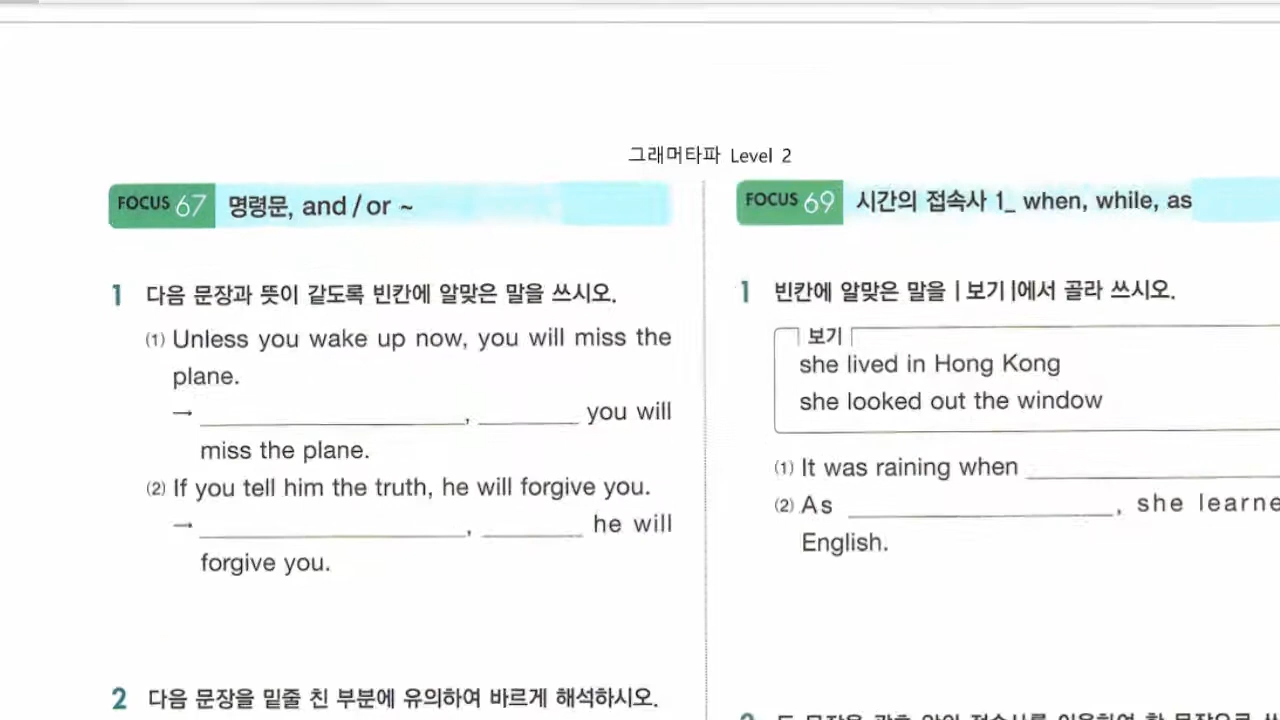 그래머타파 Level 2
FOCUS 67 명령문, and / or ~
1 다음 문장과 뜻이 같도록 빈칸에 알맞은 말을 쓰시오.
(1) Unless you wake up now, you will miss the
plane.
→ ____________________, ________ you will
miss the plane.
(2) If you tell him the truth, he will forgive you.
→ ____________________, ________ he will
forgive you.
2 다음 문장을 밑줄 친 부분에 유의하여 바르게 해석하시오.
FOCUS 69 시간의 접속사 1_ when, while, as
1 빈칸에 알맞은 말을 |보기|에서 골라 쓰시오.
보기
she lived in Hong Kong
she looked out the window
(1) It was raining when ____________________
(2) As ____________________, she learne
English.